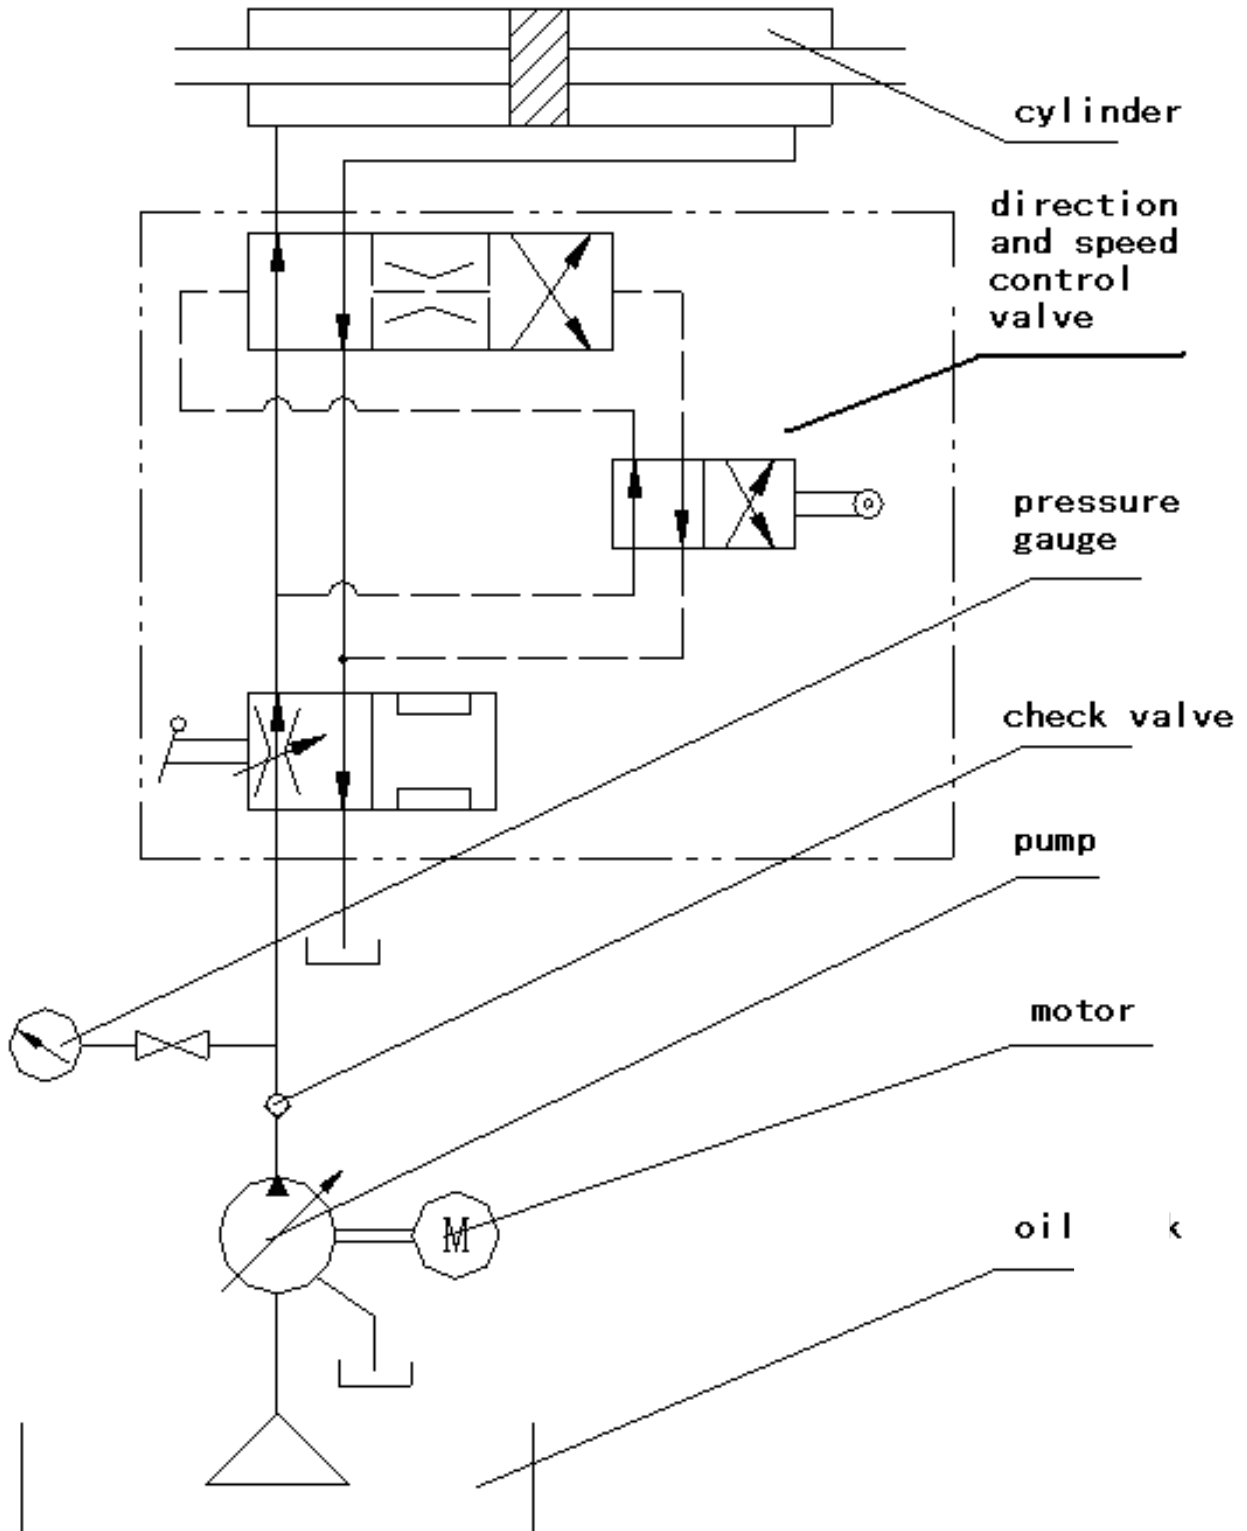 cylinder
direction
and speed
control
valve
pressure
gauge
check valve
pump
motor
M
oil k